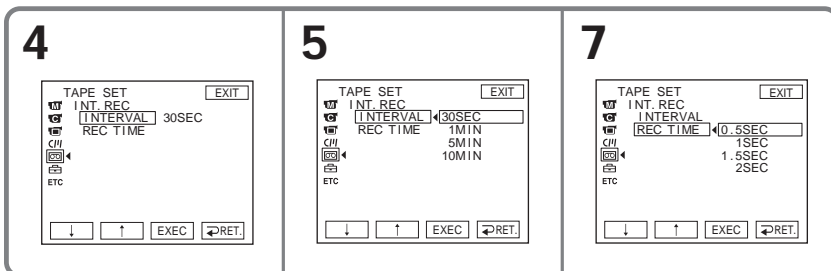 4
TAPE SET EXIT
M INT. REC
C INTERVAL 30SEC
REC TIME
ETC
↓ ↑ EXEC RET.
5
TAPE SET EXIT
M INT. REC
C INTERVAL 30SEC
REC TIME 1MIN
5MIN
10MIN
ETC
↓ ↑ EXEC RET.
7
TAPE SET EXIT
M INT. REC
C INTERVAL
REC TIME 0.5SEC
1SEC
1.5SEC
2SEC
ETC
↓ ↑ EXEC RET.